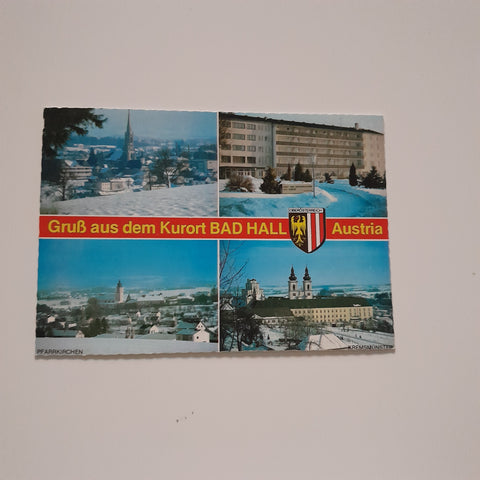 OBERÖSTERREICH
Gruß aus dem Kurort BAD HALL Austria
PFARRKIRCHEN
KREMSMÜNSTER